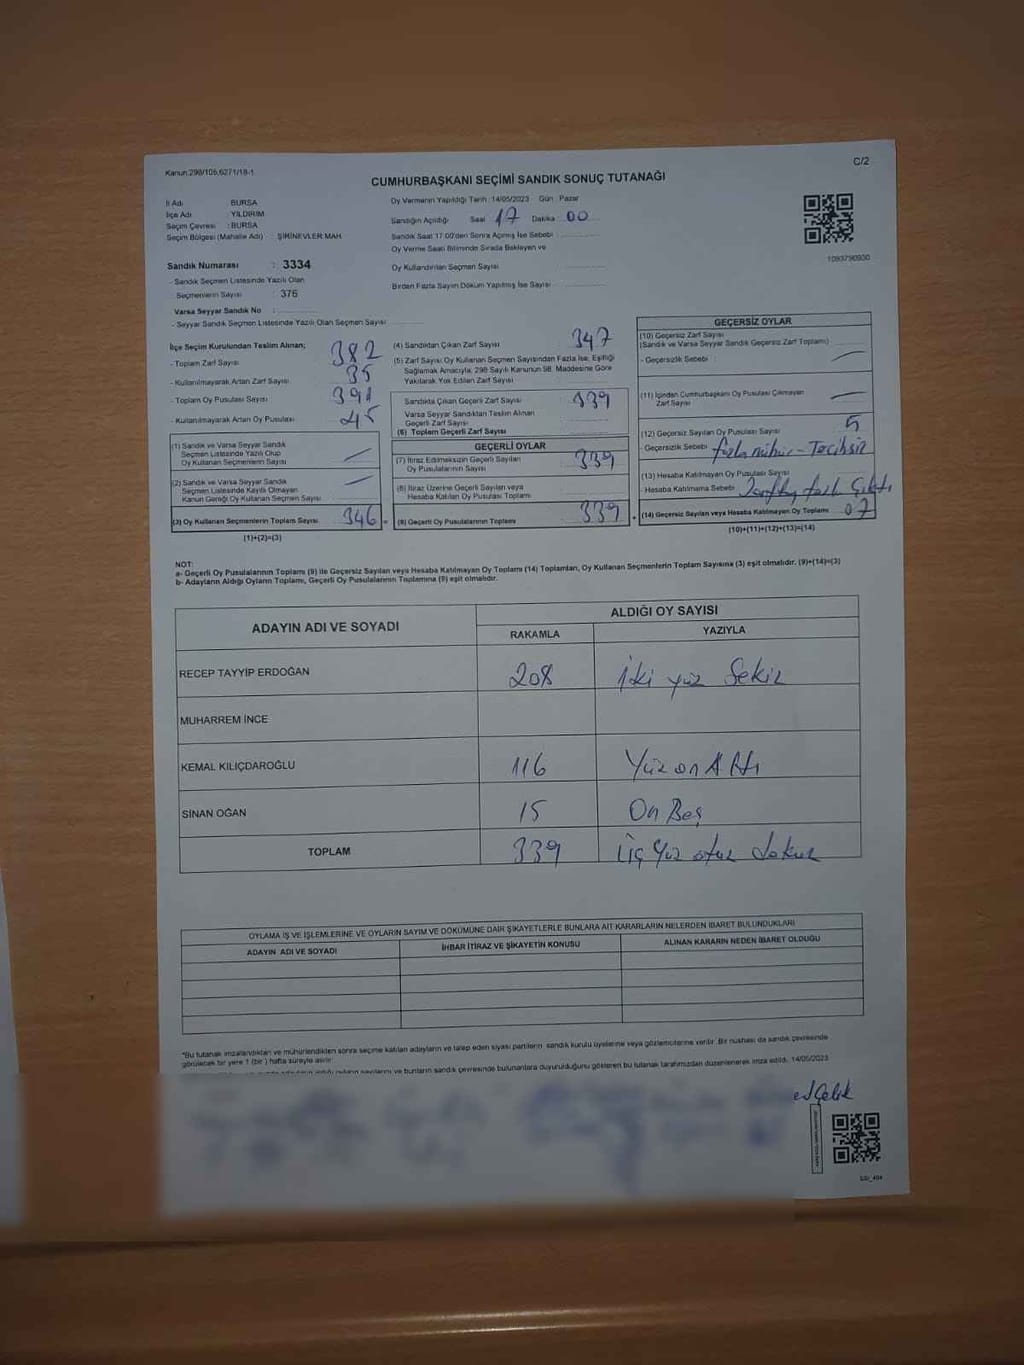 Kanun.298/105,6271/18-1
C/2
CUMHURBAŞKANI SEÇİMİ SANDIK SONUÇ TUTANAĞI
İl Adı : BURSA
İlçe Adı : YILDIRIM
Seçim Çevresi : BURSA
Seçim Bölgesi (Mahalle Adı) : ŞİRİNEVLER MAH
Sandık Numarası : 3334
- Sandık Seçmen Listesinde Yazılı Olan
Seçmenlerin Sayısı : 376
Varsa Seyyar Sandık No :
- Seyyar Sandık Seçmen Listesinde Yazılı Olan Seçmen Sayısı
Oy Vermenin Yapıldığı Tarih :14/05/2023 Gün : Pazar
Sandığın Açıldığı Saat 17 Dakika 00
Sandık Saat 17:00'den Sonra Açılmış İse Sebebi :
Oy Verme Saati Bitiminde Sırada Bekleyen ve
Oy Kullandırılan Seçmen Sayısı
Birden Fazla Sayım Döküm Yapılmış İse Sayısı
1093790930
İlçe Seçim Kurulundan Teslim Alınan;
- Toplam Zarf Sayısı 382
- Kullanılmayarak Artan Zarf Sayısı 35
- Toplam Oy Pusulası Sayısı 391
- Kullanılmayarak Artan Oy Pusulası 45
(1) Sandık ve Varsa Seyyar Sandık
Seçmen Listesinde Yazılı Olup
Oy Kullanan Seçmenlerin Sayısı
(2) Sandık ve Varsa Seyyar Sandık
Seçmen Listesinde Kayıtlı Olmayan
Kanun Gereği Oy Kullanan Seçmen Sayısı
(3) Oy Kullanan Seçmenlerin Toplam Sayısı 346
(1)+(2)=(3)
(4) Sandıktan Çıkan Zarf Sayısı 347
(5) Zarf Sayısı Oy Kullanan Seçmen Sayısından Fazla İse, Eşitliği
Sağlamak Amacıyla, 298 Sayılı Kanunun 98. Maddesine Göre
Yakılarak Yok Edilen Zarf Sayısı
Sandıkta Çıkan Geçerli Zarf Sayısı 339
Varsa Seyyar Sandıktan Teslim Alınan
Geçerli Zarf Sayısı
(6) Toplam Geçerli Zarf Sayısı
GEÇERLİ OYLAR
(7) İtiraz Edilmeksizin Geçerli Sayılan
Oy Pusulalarının Sayısı 339
(8) İtiraz Üzerine Geçerli Sayılan veya
Hesaba Katılan Oy Pusulası Toplamı
(9) Geçerli Oy Pusulalarının Toplamı 339
GEÇERSİZ OYLAR
(10) Geçersiz Zarf Sayısı
(Sandık ve Varsa Seyyar Sandık Geçersiz Zarf Toplamı)
- Geçersizlik Sebebi
(11) İçinden Cumhurbaşkanı Oy Pusulası Çıkmayan
Zarf Sayısı
(12) Geçersiz Sayılan Oy Pusulası Sayısı 5
- Geçersizlik Sebebi fazla mühür - Tecihsiz
(13) Hesaba Katılmayan Oy Pusulası Sayısı
- Hesaba Katılmama Sebebi fazla Çıktı
(14) Geçersiz Sayılan veya Hesaba Katılmayan Oy Toplamı 07
(10)+(11)+(12)+(13)=(14)
NOT:
a- Geçerli Oy Pusulalarının Toplamı (9) ile Geçersiz Sayılan veya Hesaba Katılmayan Oy Toplamı (14) Toplamları, Oy Kullanan Seçmenlerin Toplam Sayısına (3) eşit olmalıdır. (9)+(14)=(3)
b- Adayların Aldığı Oyların Toplamı, Geçerli Oy Pusulalarının Toplamına (9) eşit olmalıdır.
ADAYIN ADI VE SOYADI
ALDIĞI OY SAYISI
RAKAMLA YAZIYLA
RECEP TAYYİP ERDOĞAN 208 İki yüz Sekiz
MUHARREM İNCE
KEMAL KILIÇDAROĞLU 116 Yüz on Altı
SİNAN OĞAN 15 On Beş
TOPLAM 339 Üç Yüz otuz dokuz
OYLAMA İŞ VE İŞLEMLERİNE VE OYLARIN SAYIM VE DÖKÜMÜNE DAİR ŞİKAYETLERLE BUNLARA AİT KARARLARIN NELERDEN İBARET BULUNDUKLARI
ADAYIN ADI VE SOYADI İHBAR İTİRAZ VE ŞİKAYETİN KONUSU ALINAN KARARIN NEDEN İBARET OLDUĞU
*Bu tutanak imzalandıktan ve mühürlendikten sonra seçime katılan adayların ve talep eden siyasi partilerin sandık kurulu üyelerine veya gözlemcilerine verilir. Bir nüshası da sandık çevresinde
görülecek bir yere 1 (bir) hafta süreyle asılır.
oyların sayılarını ve bunların sandık çevresinde bulunanlara duyurulduğunu gösteren bu tutanak tarafımızdan düzenlenerek imza edildi. 14/05/2023
Çelik